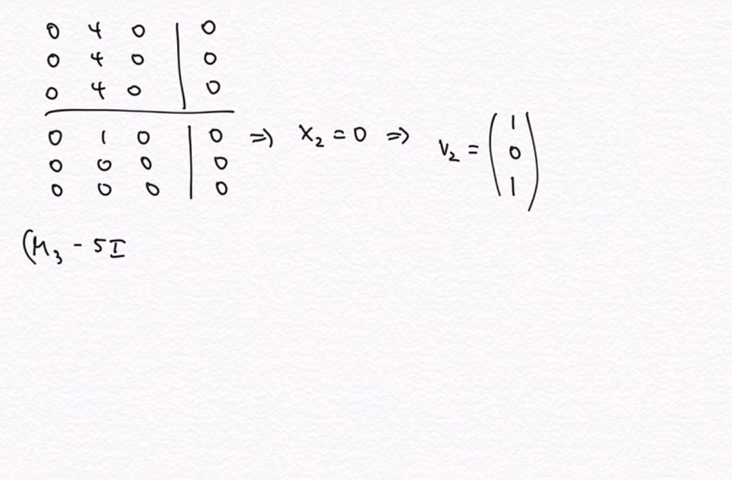 0 4 0 | 0
0 4 0 | 0
0 4 0 | 0
0 1 0 | 0 ⇒ x₂ = 0 ⇒ v₂ = (1
0 0 0 | 0 0
0 0 0 | 0 1)
(M₃ - 5I